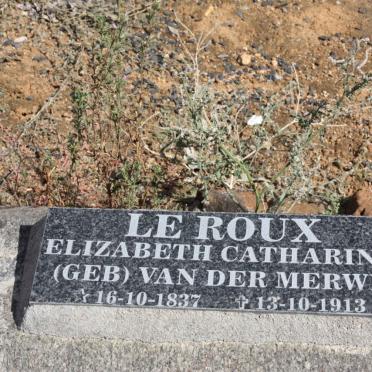 LE ROUX
ELIZABETH CATHARIN
(GEB) VAN DER MERW
☆16-10-1837 ✞13-10-1913